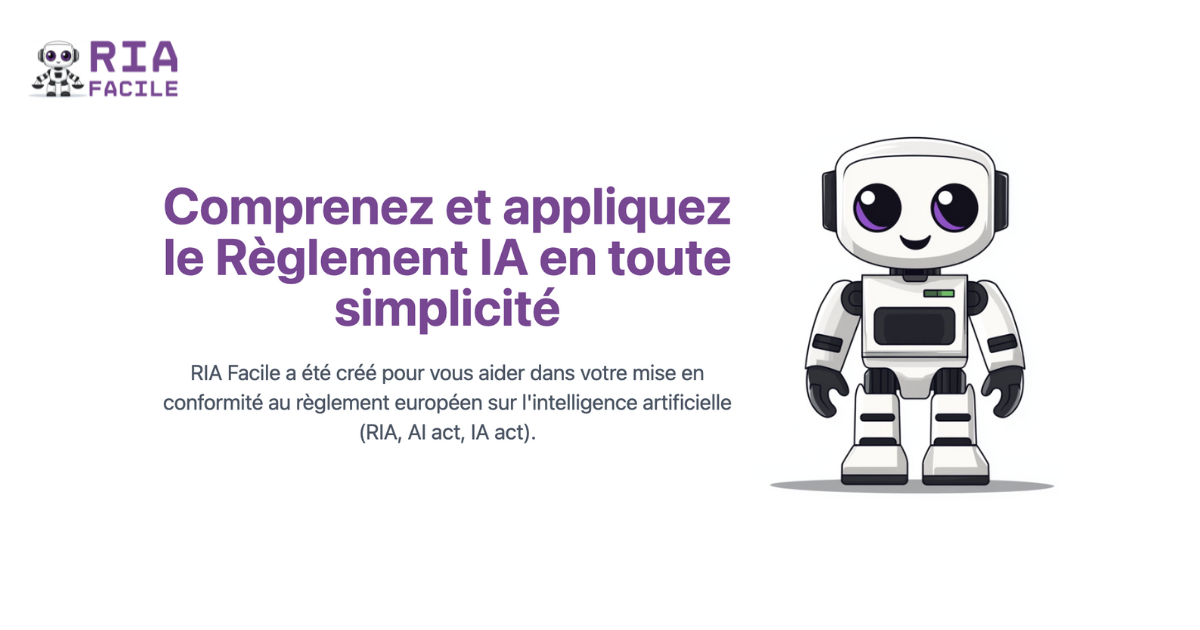 RIA
FACILE
Comprenez et appliquez
le Règlement IA en toute
simplicité
RIA Facile a été créé pour vous aider dans votre mise en
conformité au règlement européen sur l'intelligence artificielle
(RIA, AI act, IA act).